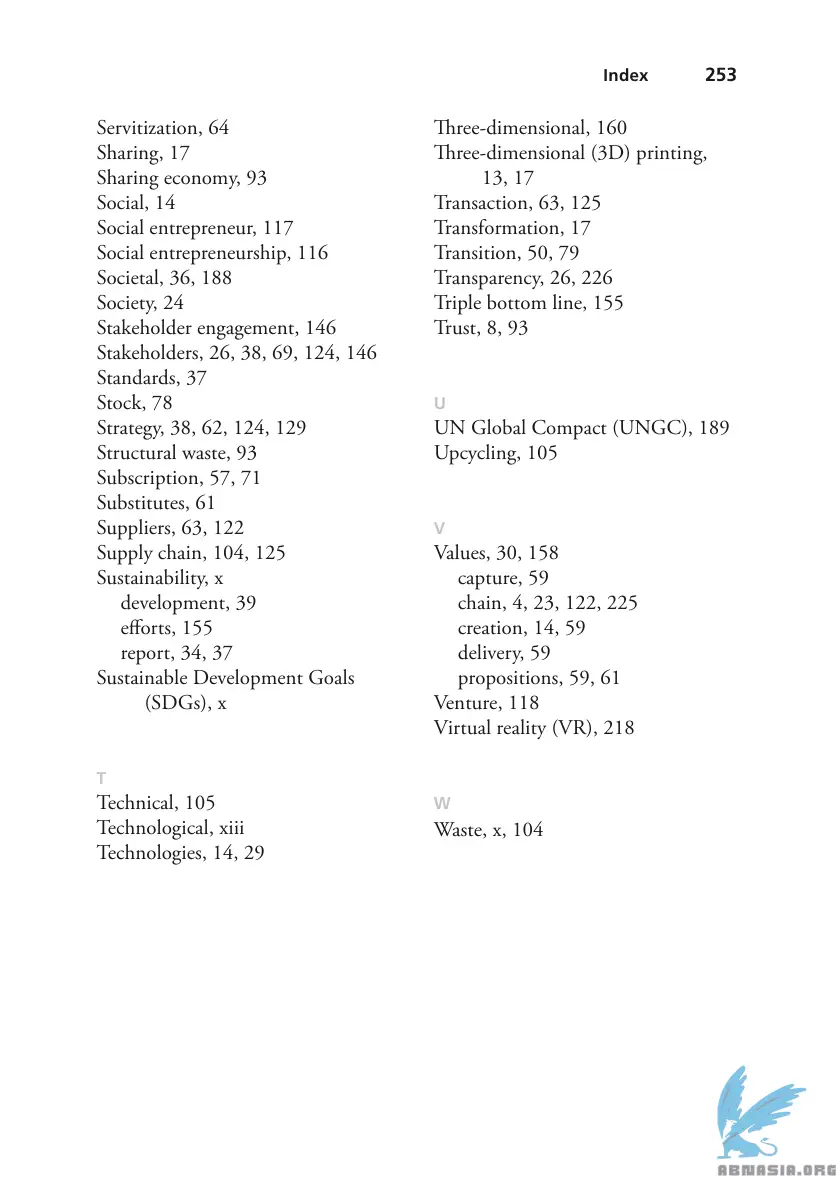 Index 253
Servitization, 64
Sharing, 17
Sharing economy, 93
Social, 14
Social entrepreneur, 117
Social entrepreneurship, 116
Societal, 36, 188
Society, 24
Stakeholder engagement, 146
Stakeholders, 26, 38, 69, 124, 146
Standards, 37
Stock, 78
Strategy, 38, 62, 124, 129
Structural waste, 93
Subscription, 57, 71
Substitutes, 61
Suppliers, 63, 122
Supply chain, 104, 125
Sustainability, x
development, 39
efforts, 155
report, 34, 37
Sustainable Development Goals
(SDGs), x
T
Technical, 105
Technological, xiii
Technologies, 14, 29
Three-dimensional, 160
Three-dimensional (3D) printing,
13, 17
Transaction, 63, 125
Transformation, 17
Transition, 50, 79
Transparency, 26, 226
Triple bottom line, 155
Trust, 8, 93
U
UN Global Compact (UNGC), 189
Upcycling, 105
V
Values, 30, 158
capture, 59
chain, 4, 23, 122, 225
creation, 14, 59
delivery, 59
propositions, 59, 61
Venture, 118
Virtual reality (VR), 218
W
Waste, x, 104
ABNASIA.ORG